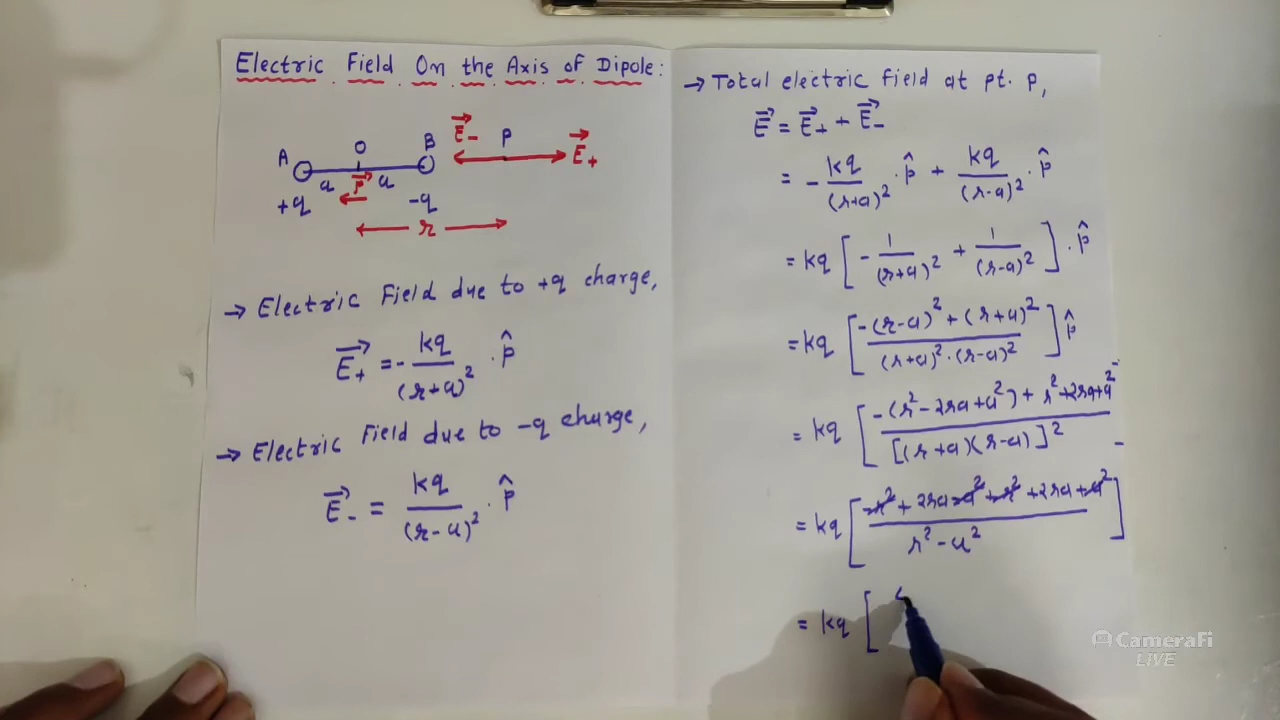 Electric Field On the Axis of Dipole:
A O B E⃗₋ P E⃗₊
a p⃗ a
+q -q
r
→ Electric Field due to +q charge,
E⃗₊ = - kq/(r+a)² · p̂
→ Electric Field due to -q charge,
E⃗₋ = kq/(r-a)² · p̂
→ Total electric field at pt. P,
E⃗ = E⃗₊ + E⃗₋
= - kq/(r+a)² · p̂ + kq/(r-a)² · p̂
= kq [ - 1/(r+a)² + 1/(r-a)² ] · p̂
= kq [ -(r-a)² + (r+a)² / (r+a)² · (r-a)² ] p̂
= kq [ -(r² - 2ra + a²) + r² + 2ra + a² / [(r+a)(r-a)]²
= kq [ -r² + 2ra - a² + r² + 2ra + a² / r² - a² ]
= kq [
CameraFi
LIVE